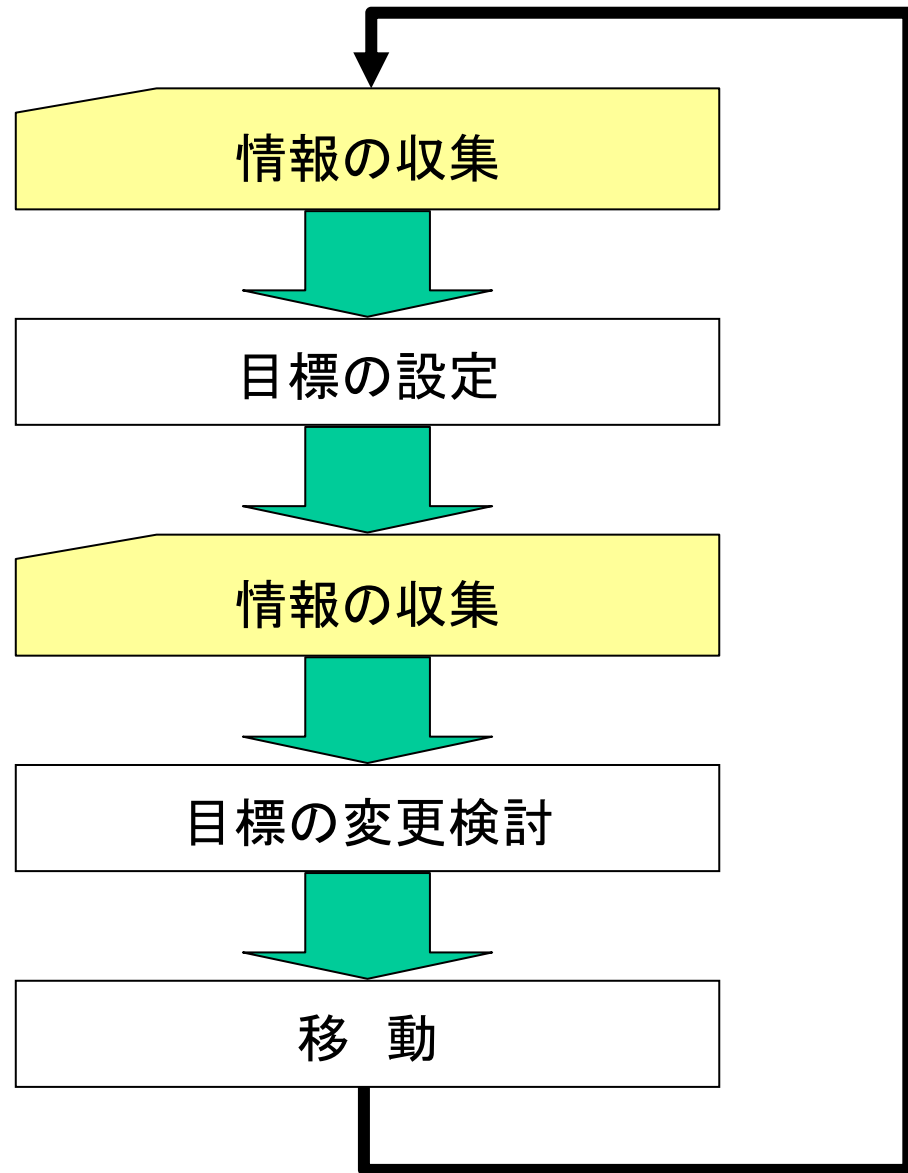 情報の収集
目標の設定
情報の収集
目標の変更検討
移　動